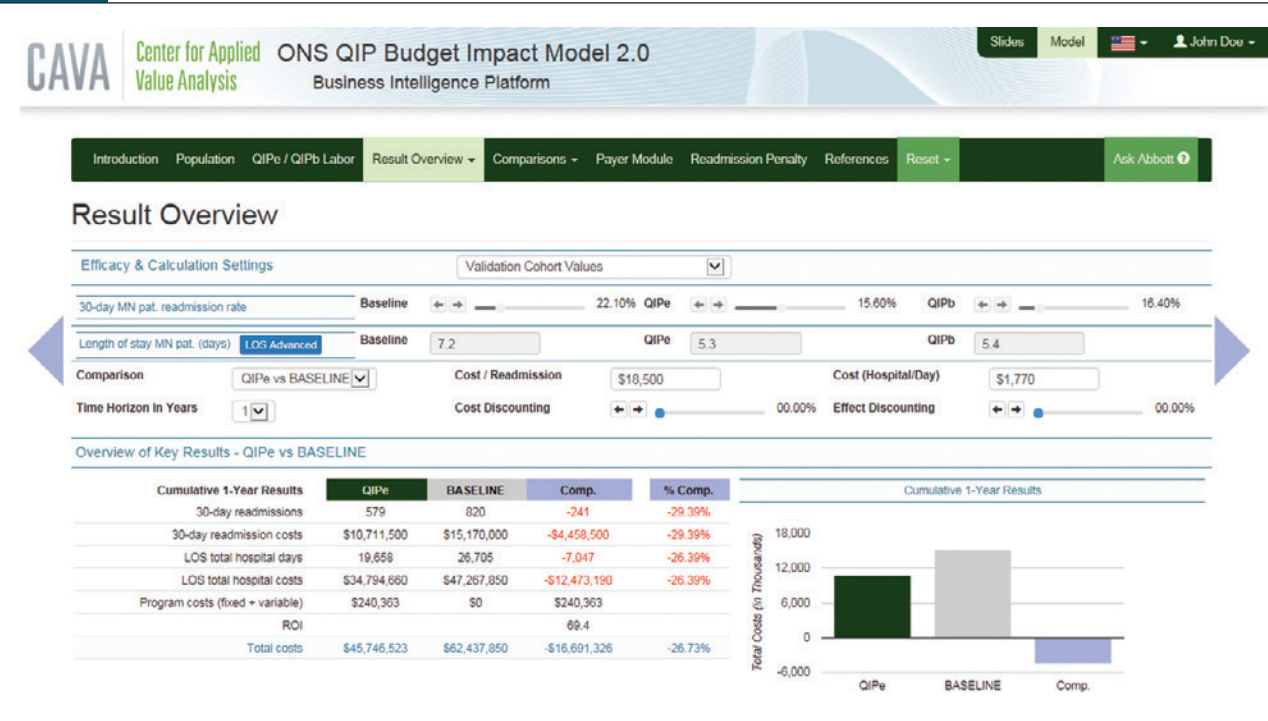 CAVA Center for Applied Value Analysis
ONS QIP Budget Impact Model 2.0
Business Intelligence Platform
Slides Model John Doe
Introduction Population QIPe / QIPb Labor Result Overview Comparisons Payer Module Readmission Penalty References Reset Ask Abbott ?
Result Overview
Efficacy & Calculation Settings Validation Cohort Values
30-day MN pat. readmission rate Baseline 22.10% QIPe 15.60% QIPb 16.40%
Length of stay MN pat. (days) LOS Advanced Baseline 7.2 QIPe 5.3 QIPb 5.4
Comparison QIPe vs BASELINE Cost / Readmission $18,500 Cost (Hospital/Day) $1,770
Time Horizon In Years 1 Cost Discounting 00.00% Effect Discounting 00.00%
Overview of Key Results - QIPe vs BASELINE
Cumulative 1-Year Results QIPe BASELINE Comp. % Comp.
30-day readmissions 579 820 -241 -29.39%
30-day readmission costs $10,711,500 $15,170,000 -$4,458,500 -29.39%
LOS total hospital days 19,658 26,705 -7,047 -26.39%
LOS total hospital costs $34,794,660 $47,267,850 -$12,473,190 -26.39%
Program costs (fixed + variable) $240,363 $0 $240,363
ROI 69.4
Total costs $45,746,523 $62,437,850 -$16,691,326 -26.73%
Cumulative 1-Year Results
Total Costs (in Thousands)
18,000
12,000
6,000
0
-6,000
QIPe BASELINE Comp.